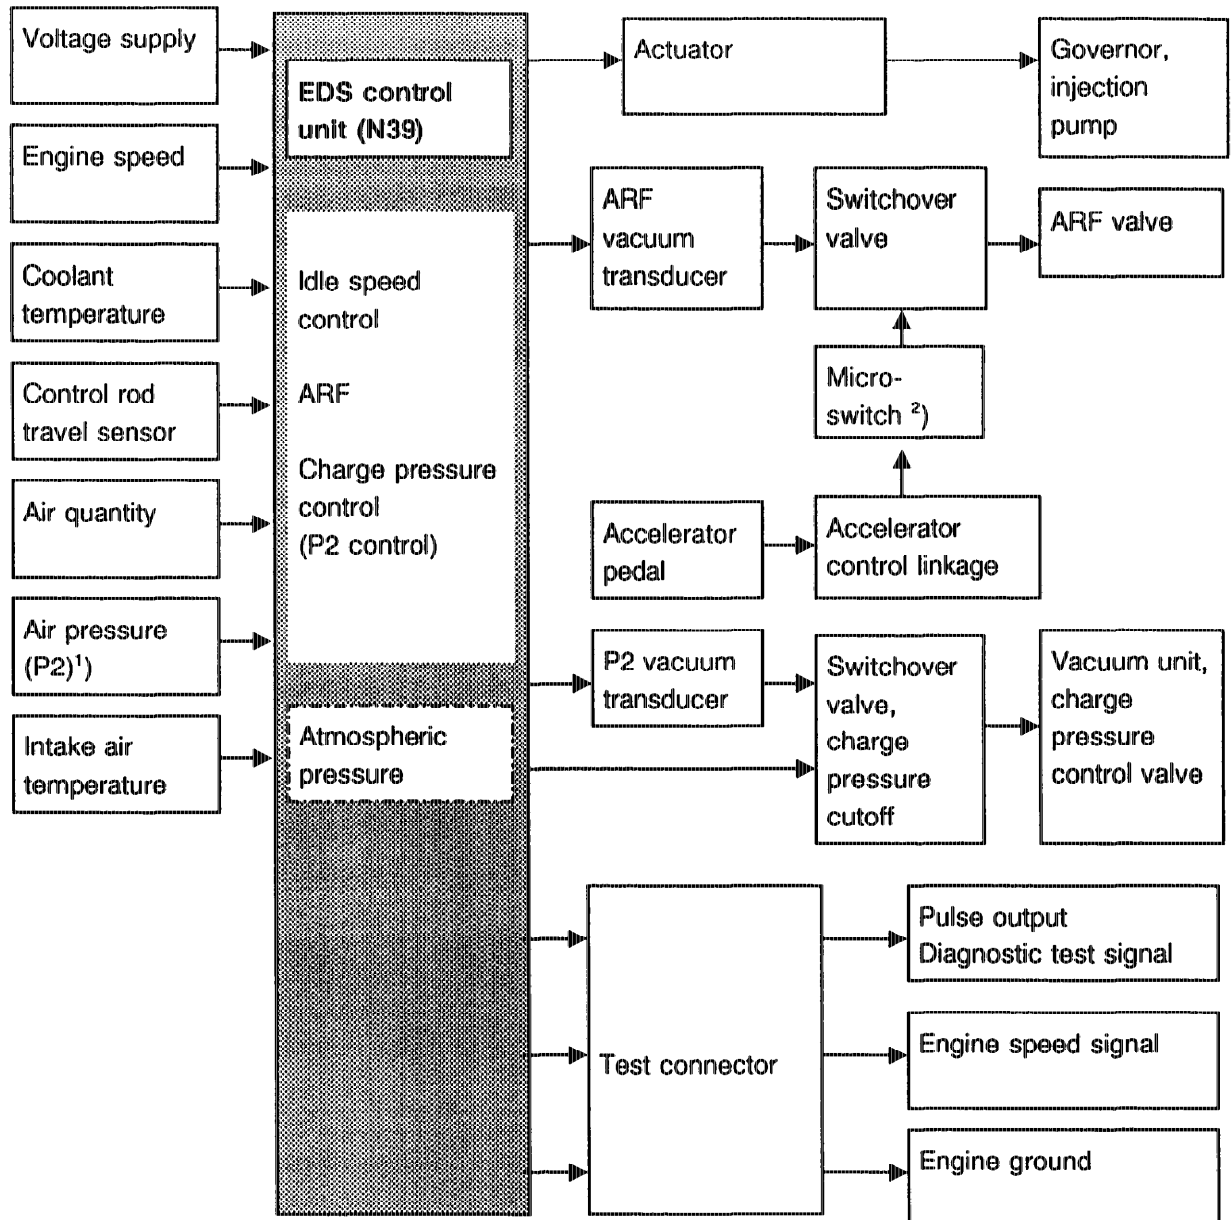 Voltage supply
Engine speed
Coolant
temperature
Control rod
travel sensor
Air quantity
Air pressure
(P2)¹)
Intake air
temperature
EDS control
unit (N39)
Idle speed
control
ARF
Charge pressure
control
(P2 control)
Atmospheric
pressure
Actuator
Governor,
injection
pump
ARF
vacuum
transducer
Switchover
valve
ARF valve
Micro-
switch ²)
Accelerator
pedal
Accelerator
control linkage
P2 vacuum
transducer
Switchover
valve,
charge
pressure
cutoff
Vacuum unit,
charge
pressure
control valve
Test connector
Pulse output
Diagnostic test signal
Engine speed signal
Engine ground